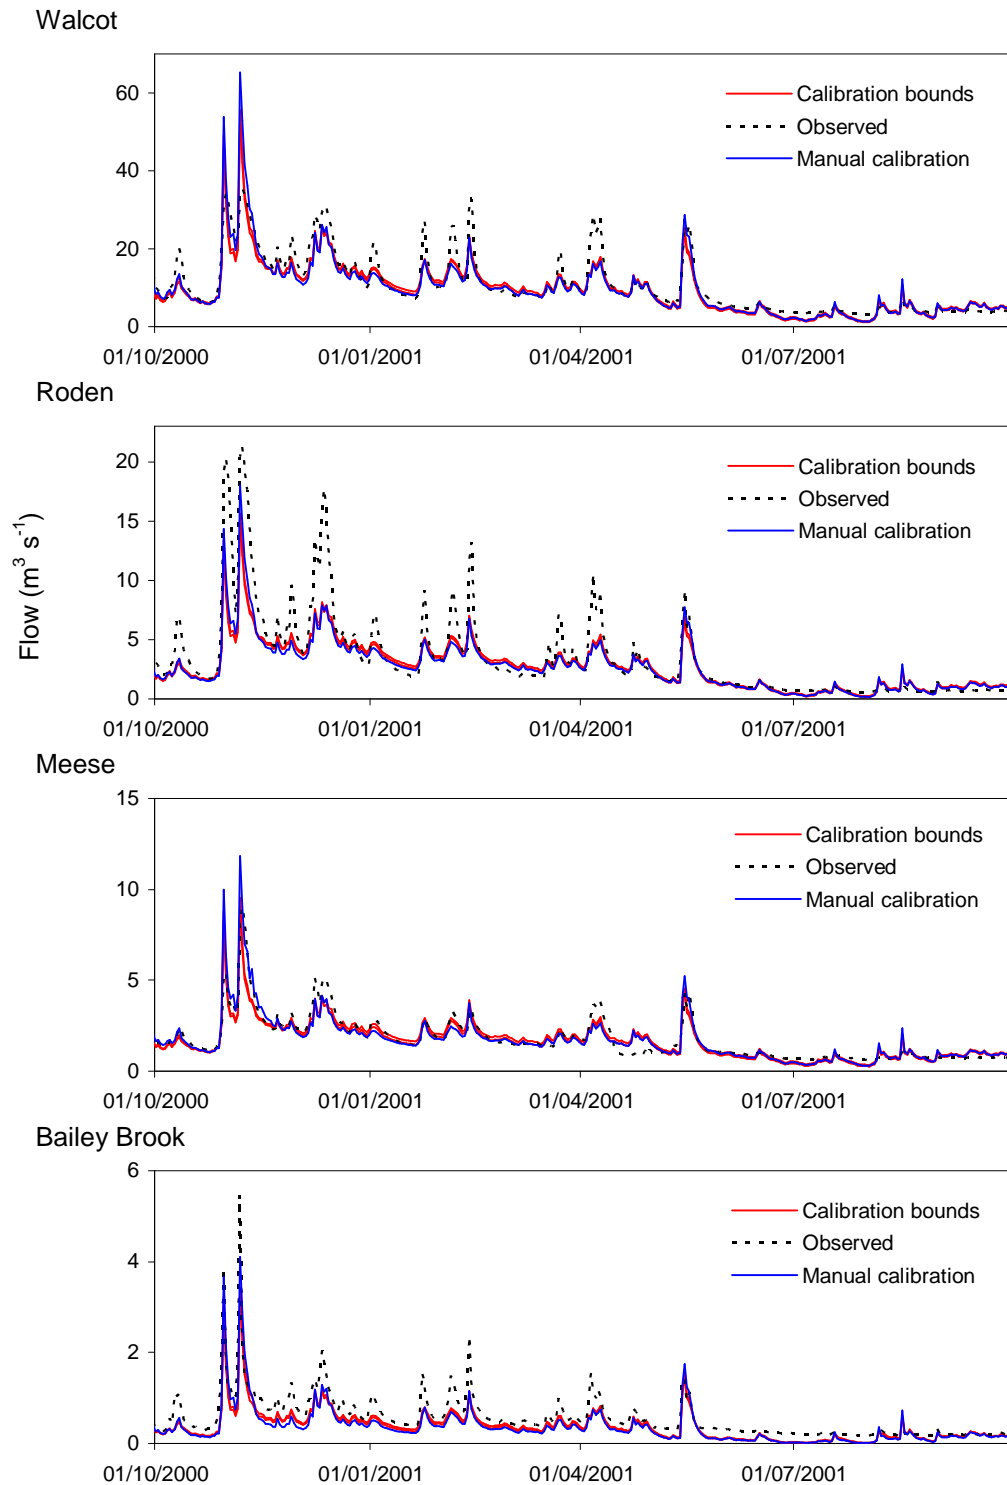 Walcot
60
40
20
0
Calibration bounds
Observed
Manual calibration
01/10/2000 01/01/2001 01/04/2001 01/07/2001
Roden
20
15
10
5
0
Calibration bounds
Observed
Manual calibration
01/10/2000 01/01/2001 01/04/2001 01/07/2001
Flow (m³ s⁻¹)
Meese
15
10
5
0
Calibration bounds
Observed
Manual calibration
01/10/2000 01/01/2001 01/04/2001 01/07/2001
Bailey Brook
6
4
2
0
Calibration bounds
Observed
Manual calibration
01/10/2000 01/01/2001 01/04/2001 01/07/2001